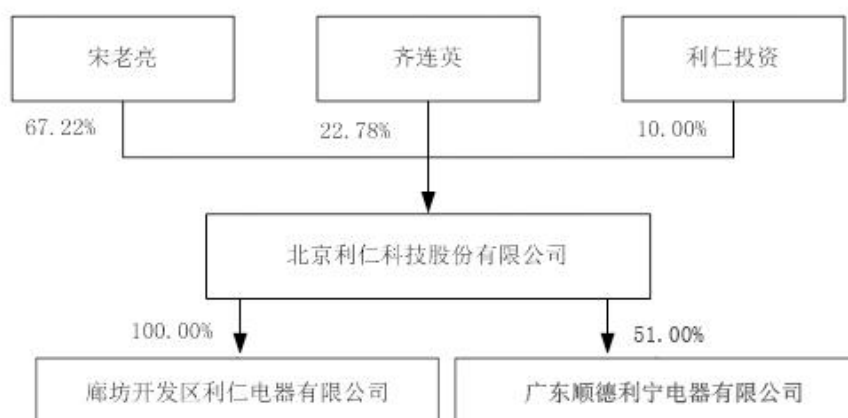 宋老亮
齐连英
利仁投资
67.22%
22.78%
10.00%
北京利仁科技股份有限公司
100.00%
51.00%
廊坊开发区利仁电器有限公司
广东顺德利宁电器有限公司